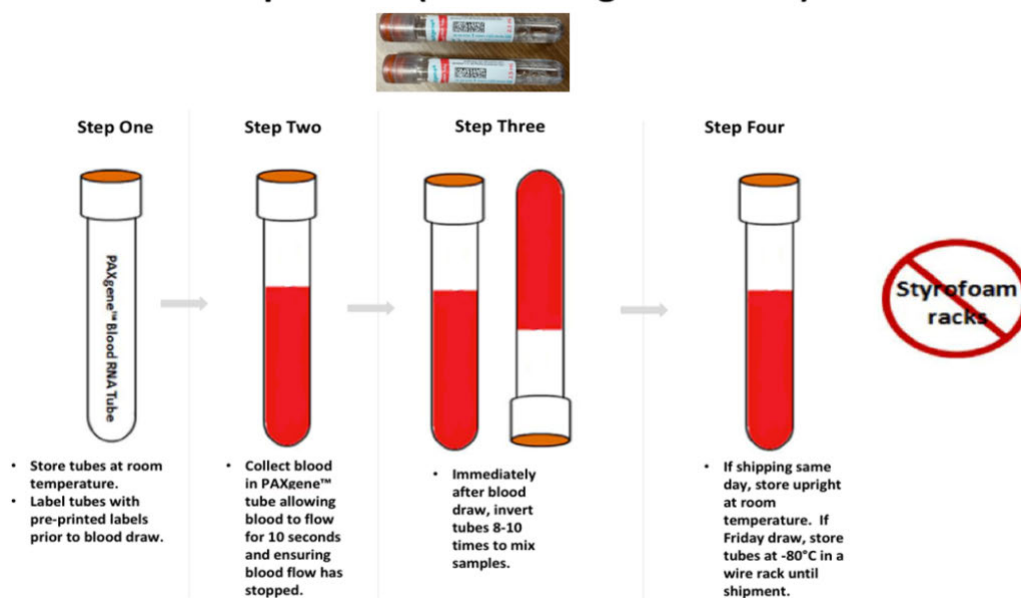 Step One
Step Two
Step Three
Step Four
PAXgene™ Blood RNA Tube
Styrofoam
racks
• Store tubes at room
temperature.
• Label tubes with
pre-printed labels
prior to blood draw.
• Collect blood
in PAXgene™
tube allowing
blood to flow
for 10 seconds
and ensuring
blood flow has
stopped.
• Immediately
after blood
draw, invert
tubes 8-10
times to mix
samples.
• If shipping same
day, store upright
at room
temperature.  If
Friday draw, store
tubes at -80°C in a
wire rack until
shipment.